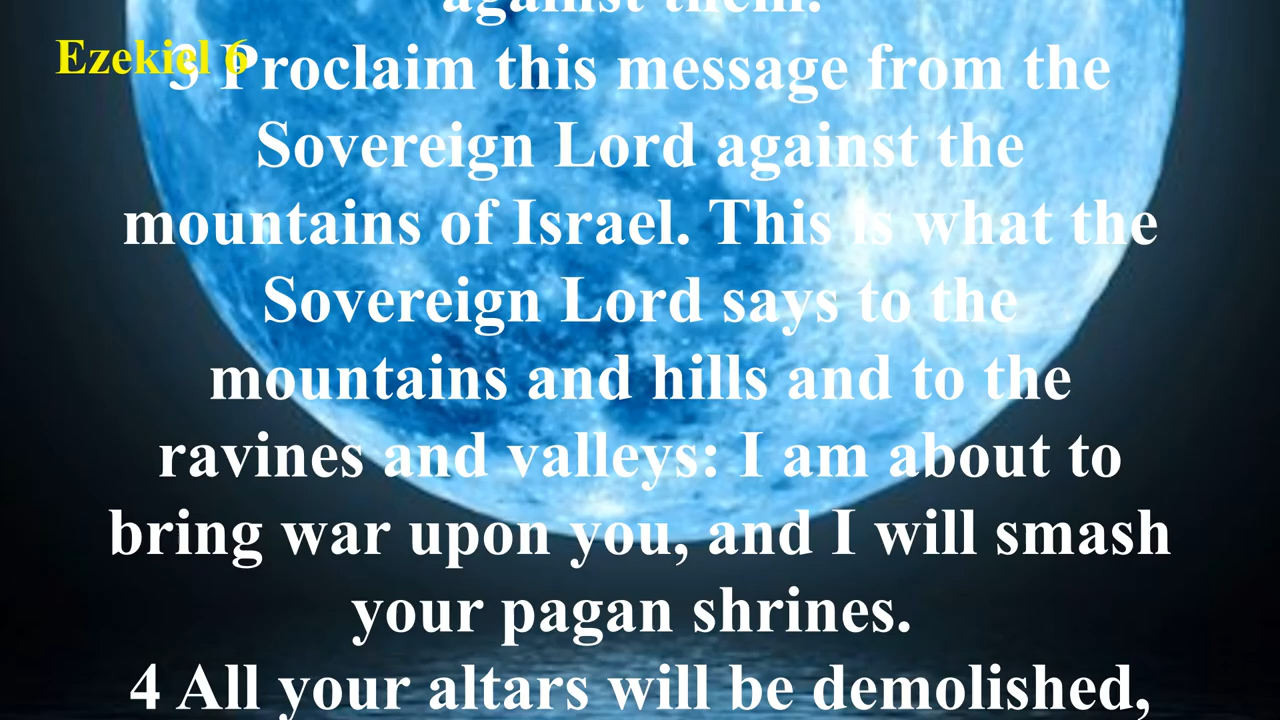 against them.
Ezekiel 6
3 Proclaim this message from the
Sovereign Lord against the
mountains of Israel. This is what the
Sovereign Lord says to the
mountains and hills and to the
ravines and valleys: I am about to
bring war upon you, and I will smash
your pagan shrines.
4 All your altars will be demolished,